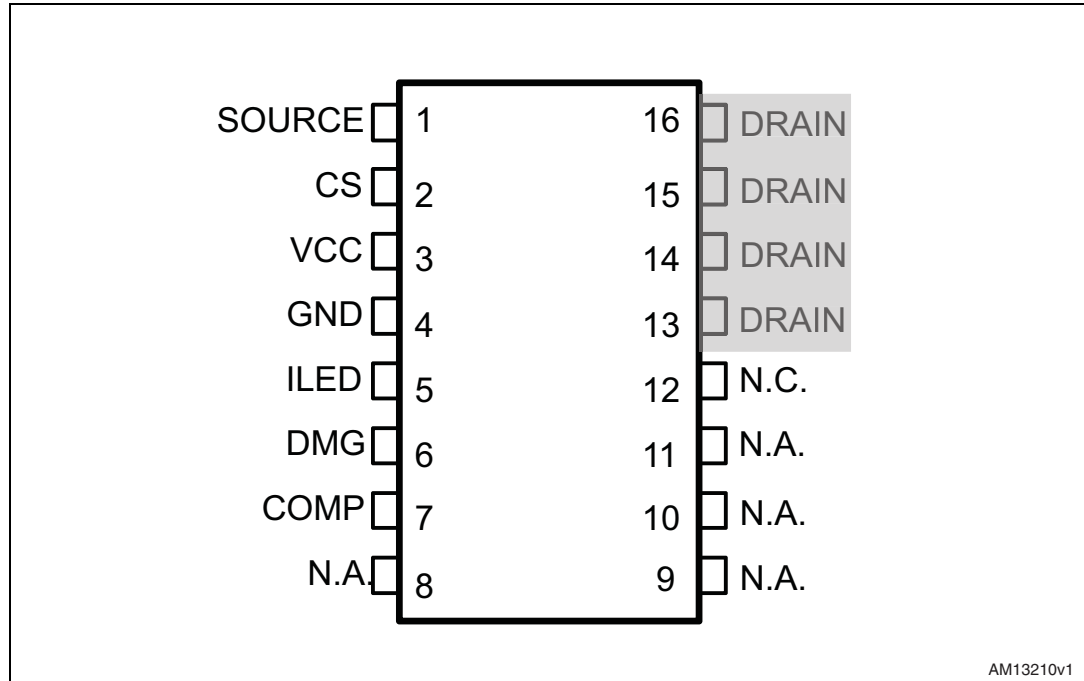 SOURCE 1 16 DRAIN
CS 2 15 DRAIN
VCC 3 14 DRAIN
GND 4 13 DRAIN
ILED 5 12 N.C.
DMG 6 11 N.A.
COMP 7 10 N.A.
N.A. 8 9 N.A.
AM13210v1